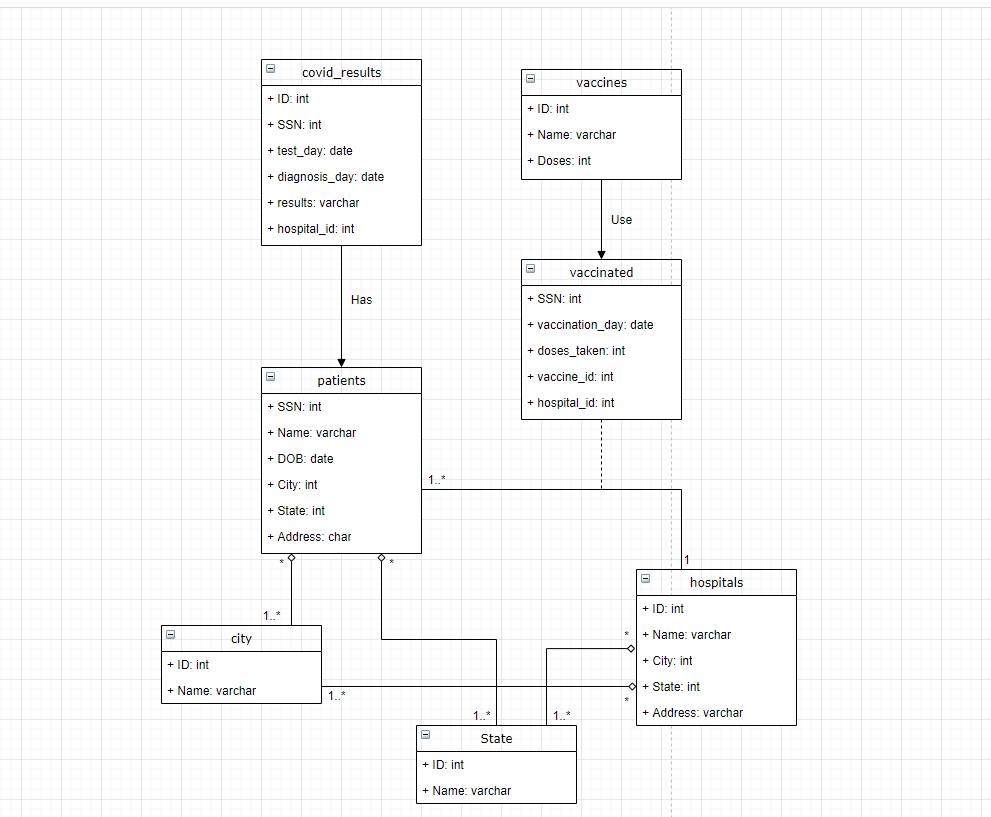 covid_results
+ ID: int
+ SSN: int
+ test_day: date
+ diagnosis_day: date
+ results: varchar
+ hospital_id: int
vaccines
+ ID: int
+ Name: varchar
+ Doses: int
Use
Has
vaccinated
+ SSN: int
+ vaccination_day: date
+ doses_taken: int
+ vaccine_id: int
+ hospital_id: int
patients
+ SSN: int
+ Name: varchar
+ DOB: date
+ City: int
+ State: int
+ Address: char
1..*
1
*
*
1..*
hospitals
+ ID: int
+ Name: varchar
+ City: int
+ State: int
+ Address: varchar
*
*
city
+ ID: int
+ Name: varchar
1..*
1..*
1..*
State
+ ID: int
+ Name: varchar